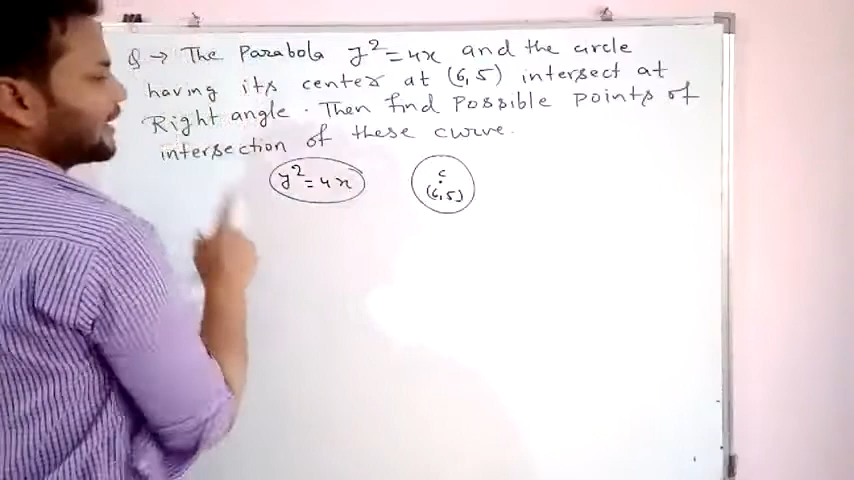 Q → The Parabola y² = 4x and the circle
having its center at (6,5) intersect at
Right angle. Then find Possible points of
intersection of these curve.
y² = 4x
c
(6,5)